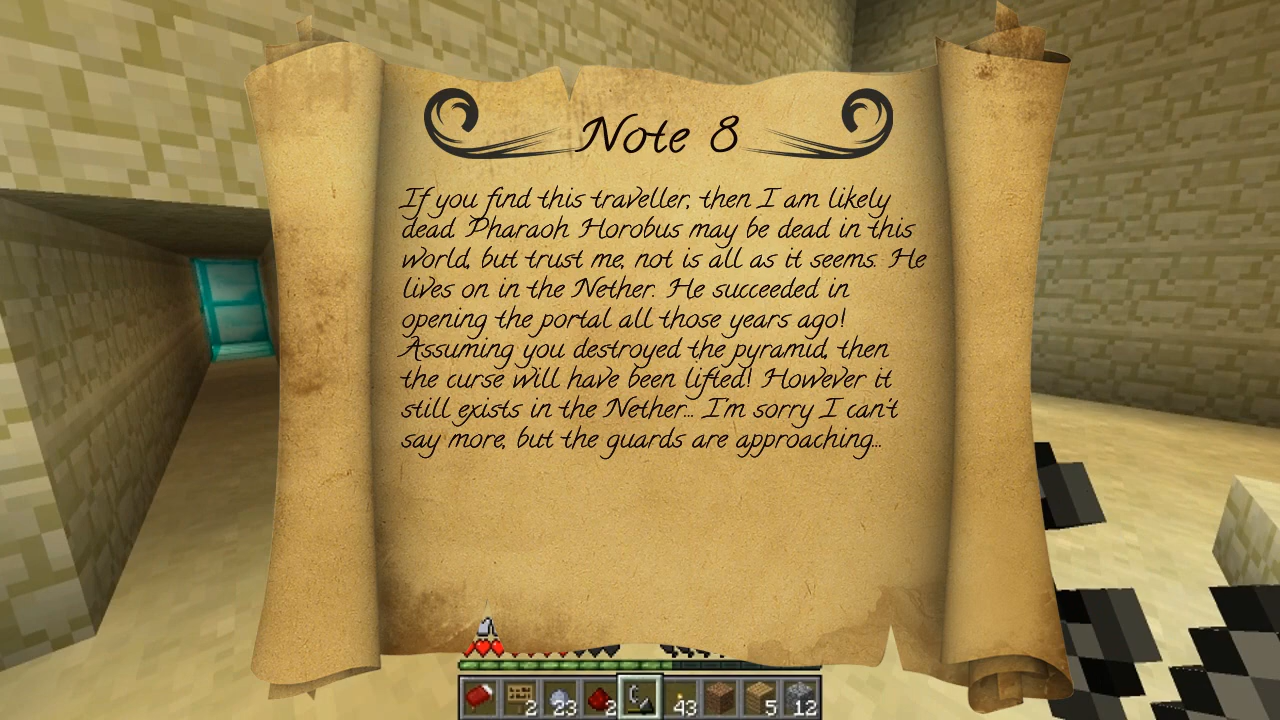 Note 8
If you find this traveller, then I am likely
dead. Pharaoh Horobus may be dead in this
world, but trust me, not is all as it seems. He
lives on in the Nether. He succeeded in
opening the portal all those years ago!
Assuming you destroyed the pyramid, then
the curse will have been lifted! However it
still exists in the Nether... I'm sorry I can't
say more, but the guards are approaching...
2 23 2 43 5 12